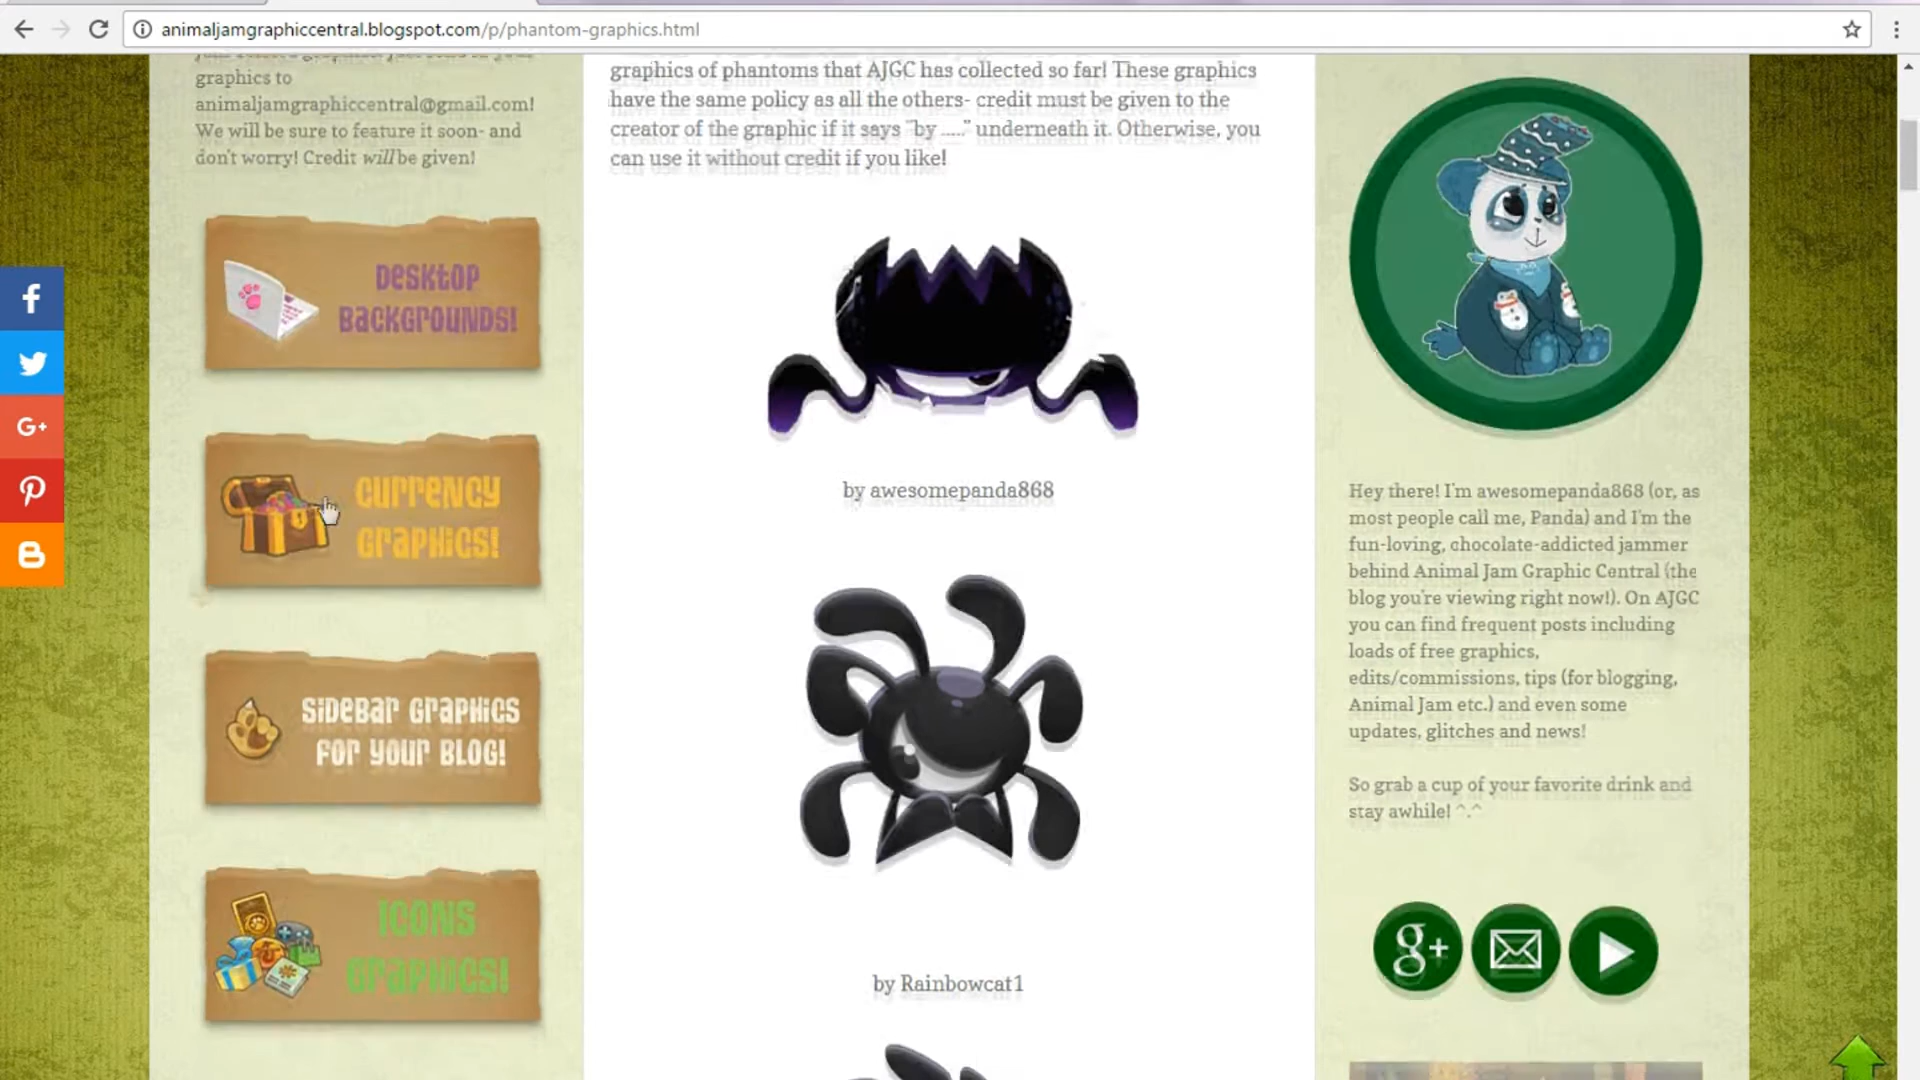 animaljamgraphiccentral.blogspot.com/p/phantom-graphics.html
graphics to
animaljamgraphiccentral@gmail.com!
We will be sure to feature it soon- and
don't worry! Credit will be given!
Desktop
Backgrounds!
Currency
Graphics!
Sidebar Graphics
for your blog!
Icons
Graphics!
graphics of phantoms that AJGC has collected so far! These graphics
have the same policy as all the others- credit must be given to the
creator of the graphic if it says "by ....." underneath it. Otherwise, you
can use it without credit if you like!
by awesomepanda868
by Rainbowcat1
Hey there! I'm awesomepanda868 (or, as
most people call me, Panda) and I'm the
fun-loving, chocolate-addicted jammer
behind Animal Jam Graphic Central (the
blog you're viewing right now!). On AJGC
you can find frequent posts including
loads of free graphics,
edits/commissions, tips (for blogging,
Animal Jam etc.) and even some
updates, glitches and news!
So grab a cup of your favorite drink and
stay awhile! ^.^
f
G+
g+